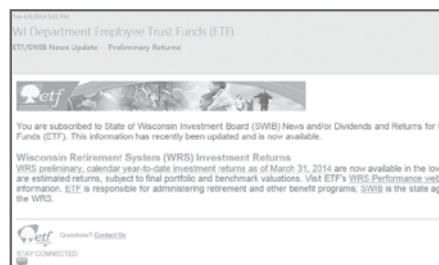 WI Department Employee Trust Funds (ETF)
ETF/SWIB News Update - Preliminary Returns
etf
You are subscribed to State of Wisconsin Investment Board (SWIB) News and/or Dividends and Returns for
Funds (ETF). This information has recently been updated and is now available.
Wisconsin Retirement System (WRS) Investment Returns
WRS preliminary, calendar year-to-date investment returns as of March 31, 2014 are now available in the
are estimated returns, subject to final portfolio and benchmark valuations. Visit ETF's WRS Performance
information. ETF is responsible for administering retirement and other benefit programs; SWIB is the state
the WRS.
etf Questions? Contact Us
STAY CONNECTED: